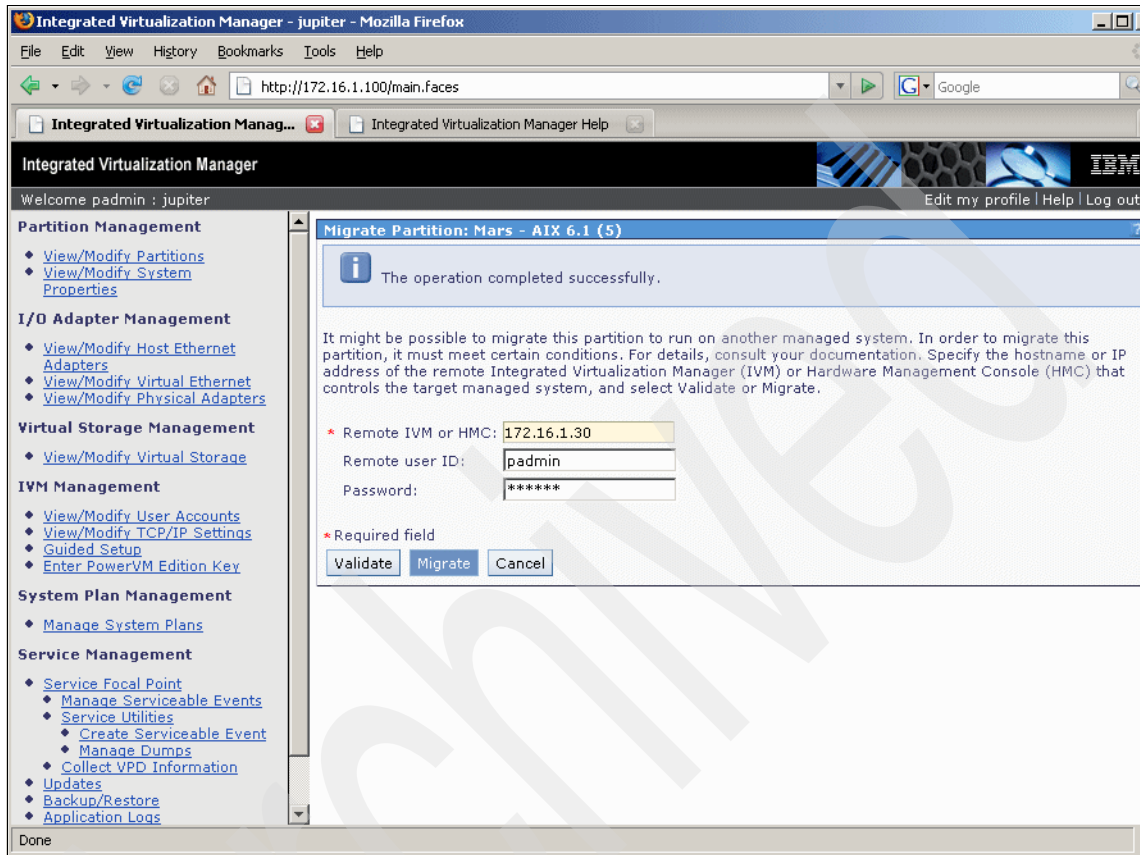 Integrated Virtualization Manager - jupiter - Mozilla Firefox
File Edit View History Bookmarks Tools Help
http://172.16.1.100/main.faces
G Google
Integrated Virtualization Manag...
Integrated Virtualization Manager Help
Integrated Virtualization Manager
IBM
Welcome padmin : jupiter
Edit my profile | Help | Log out
Partition Management
View/Modify Partitions
View/Modify System
Properties
I/O Adapter Management
View/Modify Host Ethernet
Adapters
View/Modify Virtual Ethernet
View/Modify Physical Adapters
Virtual Storage Management
View/Modify Virtual Storage
IVM Management
View/Modify User Accounts
View/Modify TCP/IP Settings
Guided Setup
Enter PowerVM Edition Key
System Plan Management
Manage System Plans
Service Management
Service Focal Point
Manage Serviceable Events
Service Utilities
Create Serviceable Event
Manage Dumps
Collect VPD Information
Updates
Backup/Restore
Application Logs
Migrate Partition: Mars - AIX 6.1 (5)
?
i
The operation completed successfully.
It might be possible to migrate this partition to run on another managed system. In order to migrate this
partition, it must meet certain conditions. For details, consult your documentation. Specify the hostname or IP
address of the remote Integrated Virtualization Manager (IVM) or Hardware Management Console (HMC) that
controls the target managed system, and select Validate or Migrate.
* Remote IVM or HMC: 172.16.1.30
Remote user ID: padmin
Password: ******
* Required field
Validate Migrate Cancel
Done